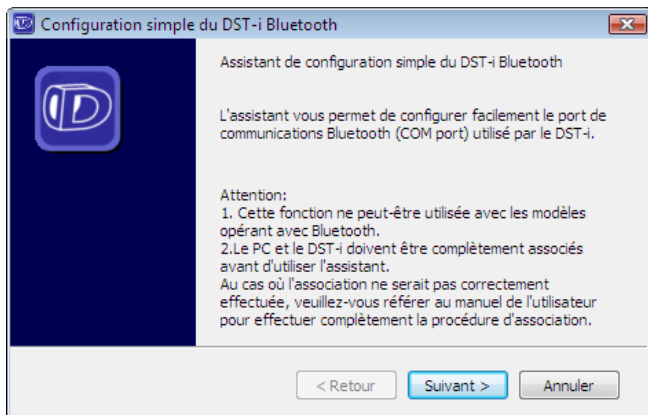 Configuration simple du DST-i Bluetooth
Assistant de configuration simple du DST-i Bluetooth
L'assistant vous permet de configurer facilement le port de
communications Bluetooth (COM port) utilisé par le DST-i.
Attention:
1. Cette fonction ne peut-être utilisée avec les modèles
opérant avec Bluetooth.
2.Le PC et le DST-i doivent être complètement associés
avant d'utiliser l'assistant.
Au cas où l'association ne serait pas correctement
effectuée, veuillez-vous référer au manuel de l'utilisateur
pour effectuer complètement la procédure d'association.
< Retour Suivant > Annuler